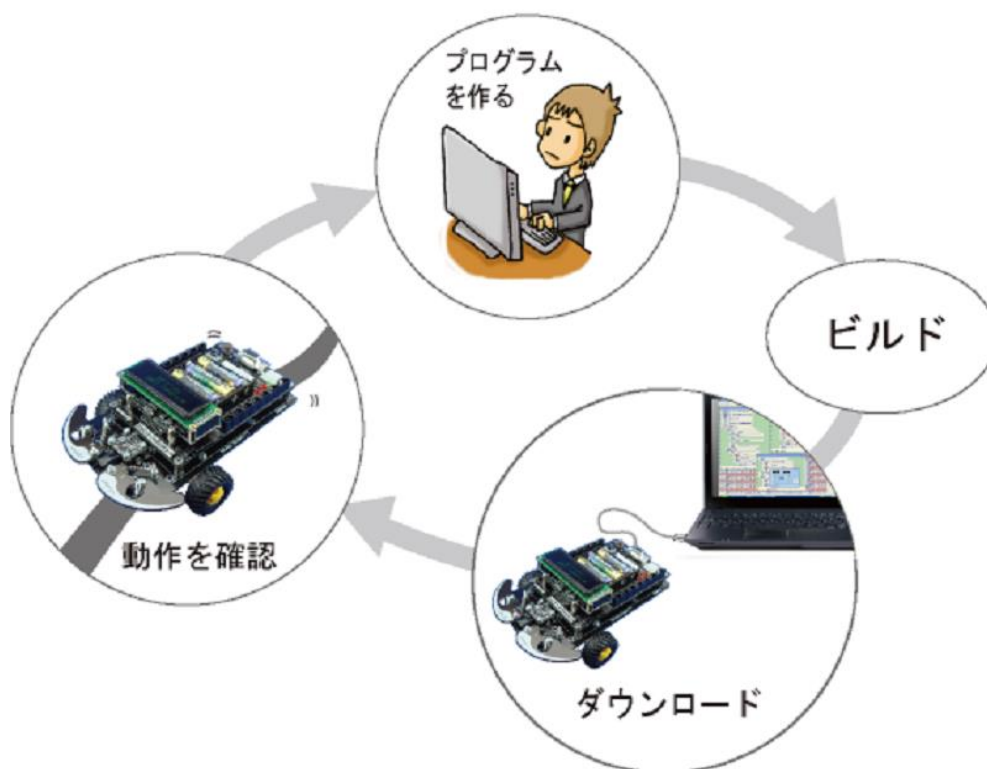 プログラム
を作る
ビルド
ダウンロード
動作を確認